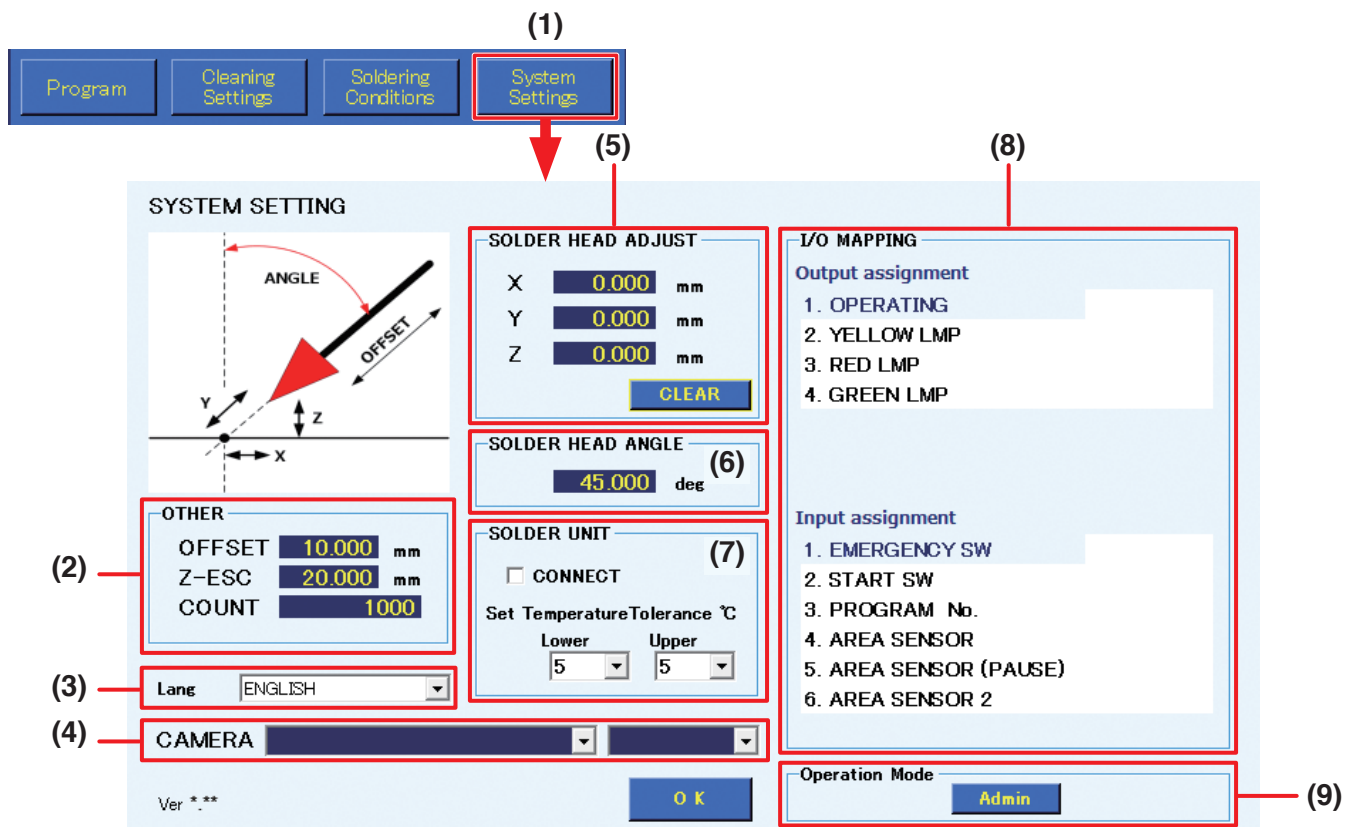 (1)
Program
Cleaning
Settings
Soldering
Conditions
System
Settings
(5)
(8)
SYSTEM SETTING
ANGLE
OFFSET
Y
Z
X
SOLDER HEAD ADJUST
X 0.000 mm
Y 0.000 mm
Z 0.000 mm
CLEAR
SOLDER HEAD ANGLE
(6)
45.000 deg
(2)
OTHER
OFFSET 10.000 mm
Z-ESC 20.000 mm
COUNT 1000
SOLDER UNIT
(7)
CONNECT
Set TemperatureTolerance ℃
Lower Upper
5 5
(3)
Lang ENGLISH
(4)
CAMERA
Ver *.**
O K
I/O MAPPING
Output assignment
1. OPERATING
2. YELLOW LMP
3. RED LMP
4. GREEN LMP
Input assignment
1. EMERGENCY SW
2. START SW
3. PROGRAM No.
4. AREA SENSOR
5. AREA SENSOR (PAUSE)
6. AREA SENSOR 2
Operation Mode
Admin
(9)